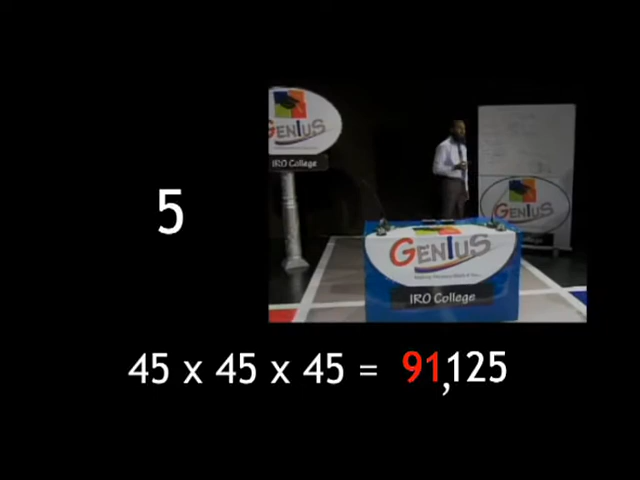 GENIUS
IRO College
5
GENIUS
GENIUS
IRO College
45 x 45 x 45 = 91,125